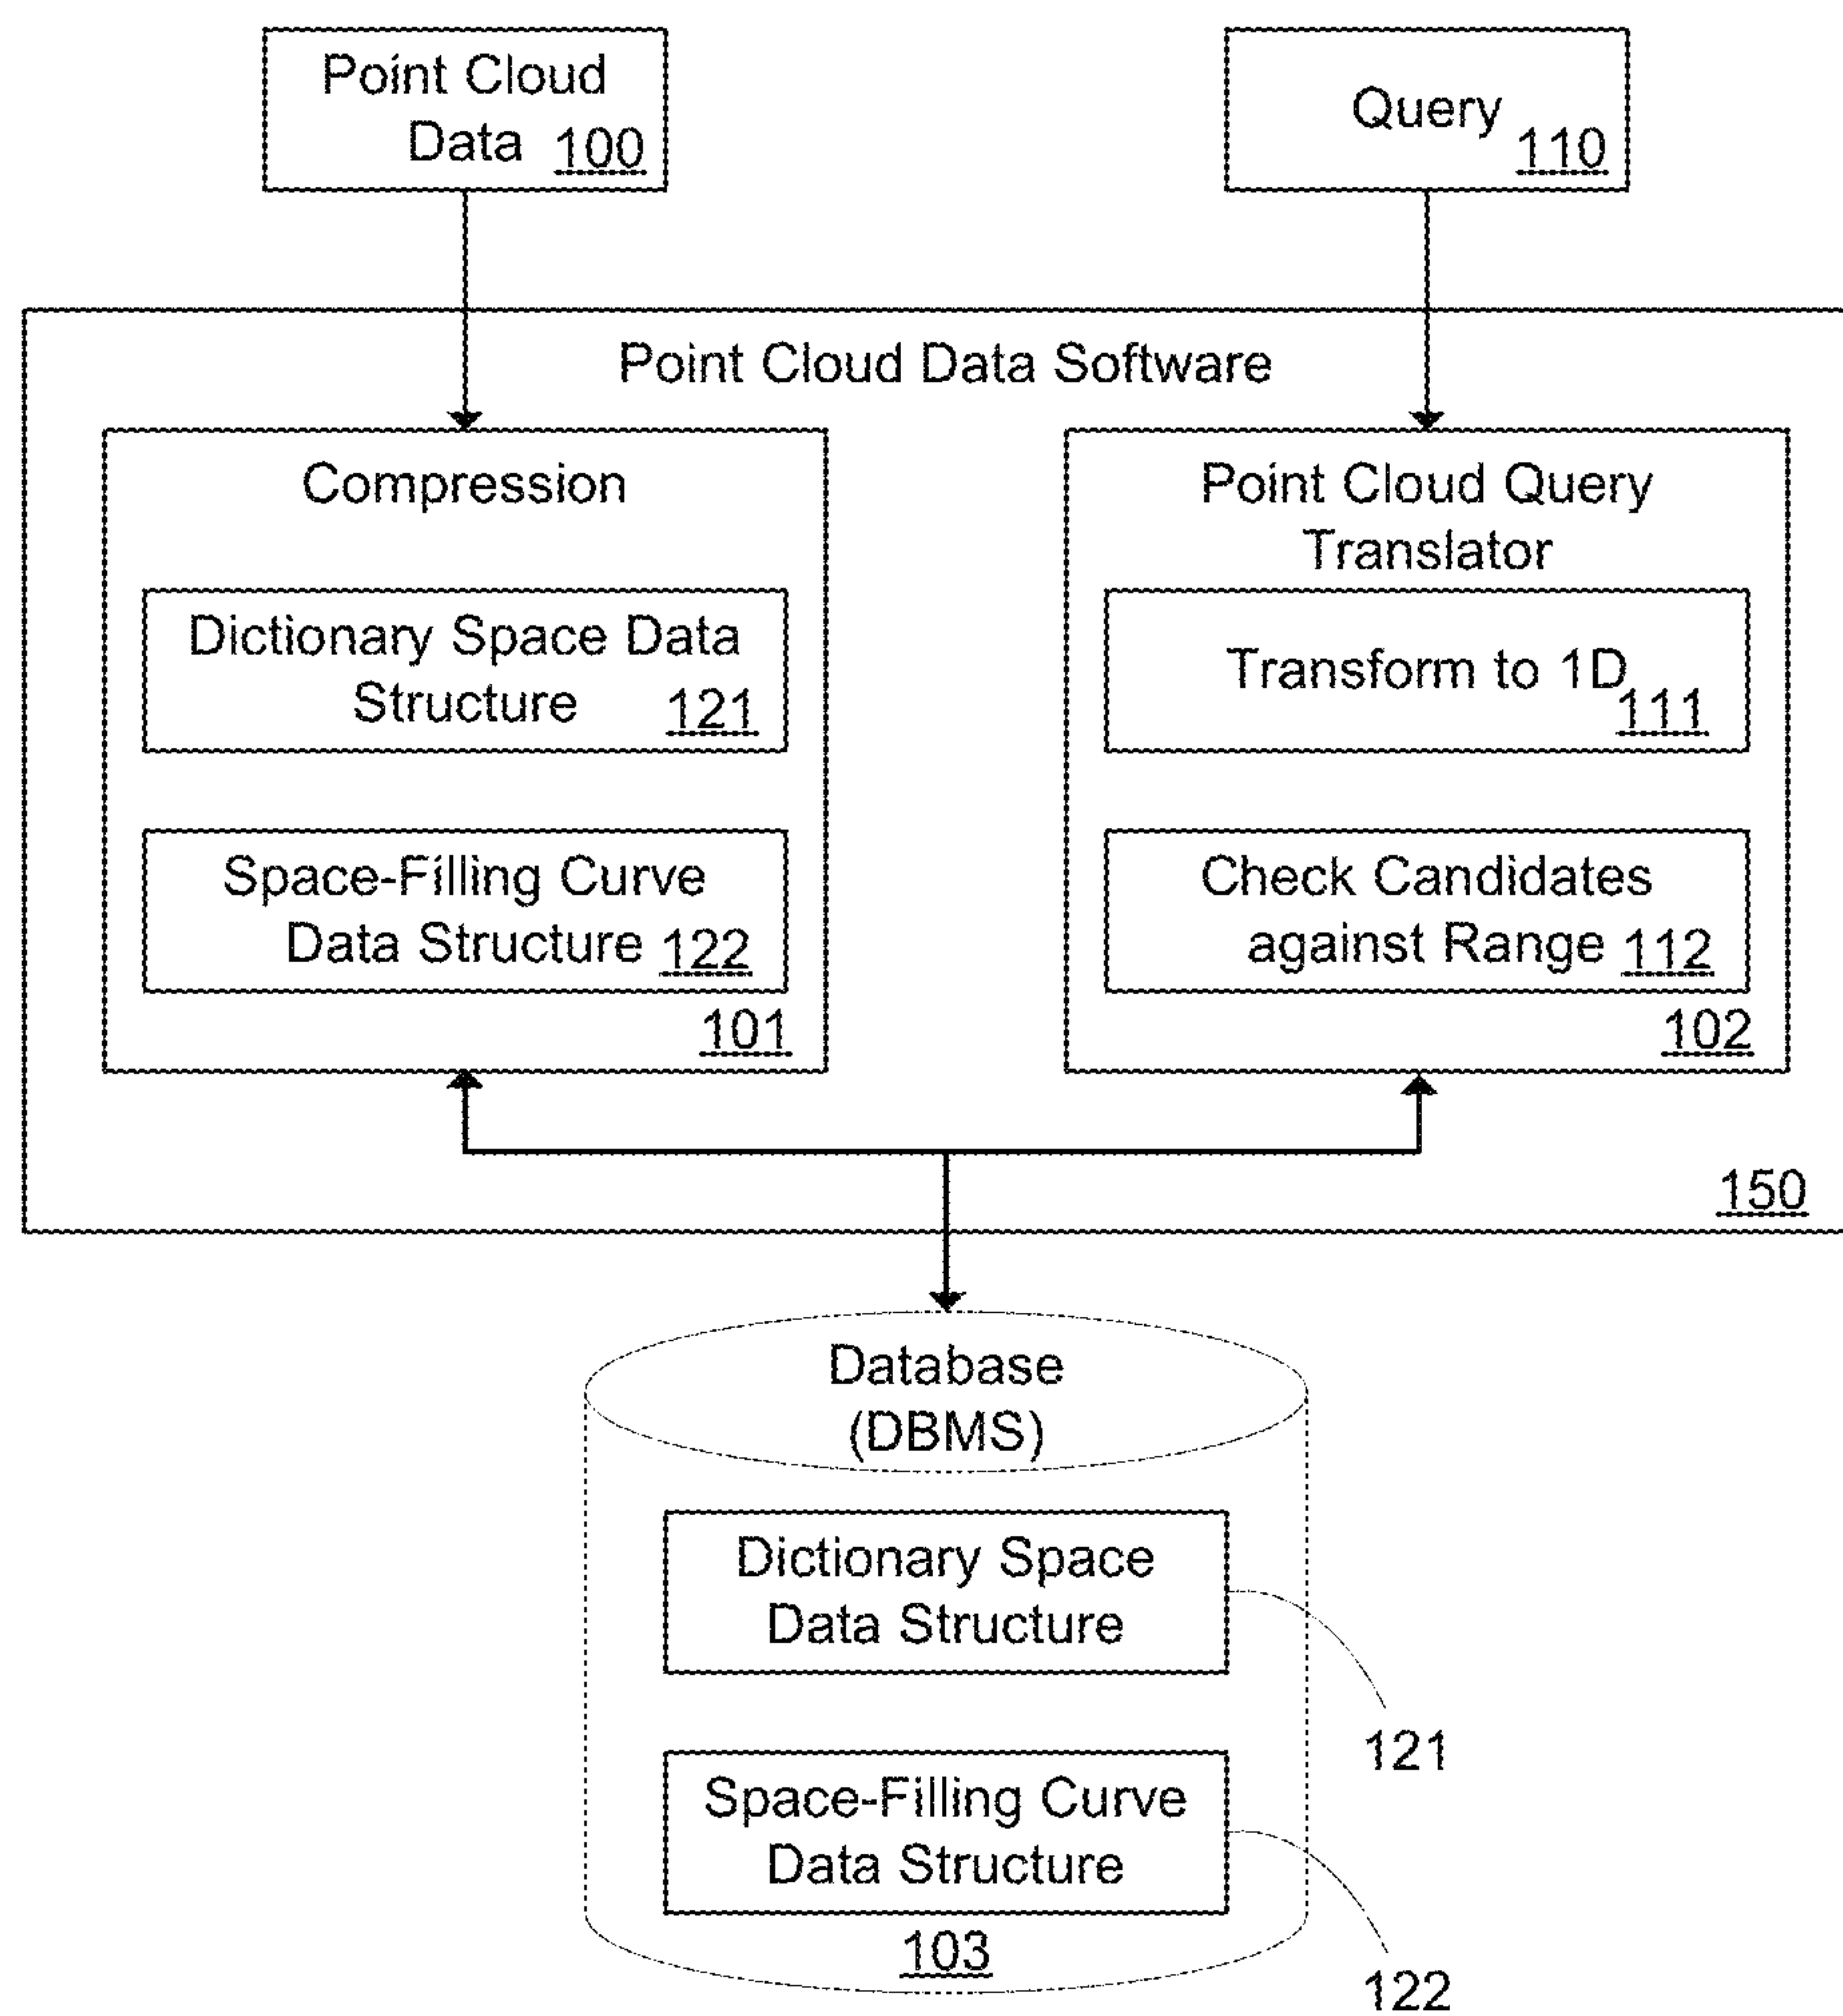 Point Cloud
Data 100
Query 110
Point Cloud Data Software
Compression
Dictionary Space Data
Structure 121
Space-Filling Curve
Data Structure 122
101
Point Cloud Query
Translator
Transform to 1D 111
Check Candidates
against Range 112
102
150
Database
(DBMS)
Dictionary Space
Data Structure
121
Space-Filling Curve
Data Structure
122
103